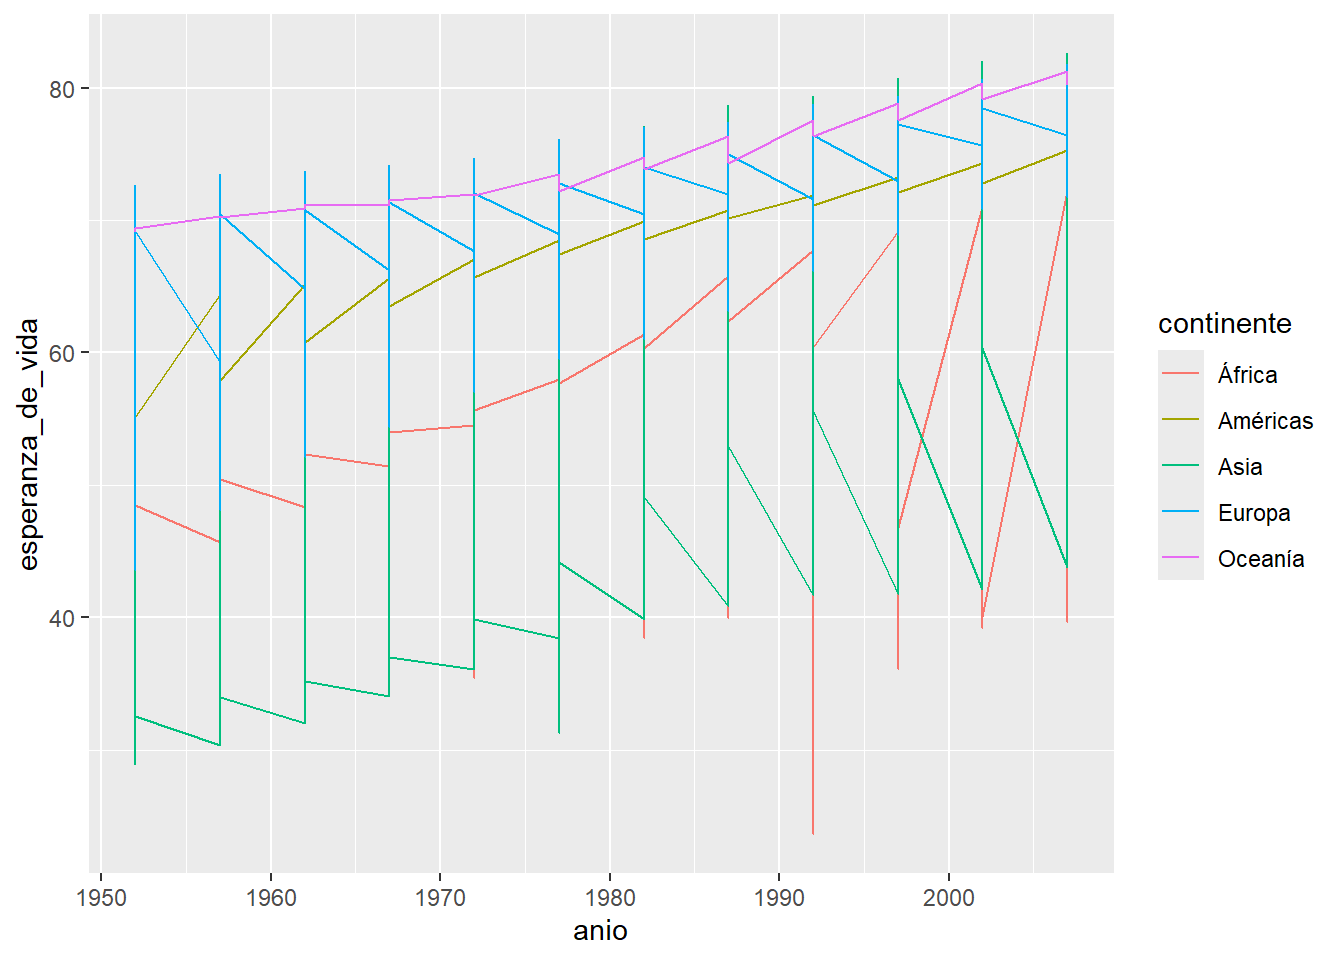 80
60
40
esperanza_de_vida
1950
1960
1970
1980
1990
2000
anio
continente
África
Américas
Asia
Europa
Oceanía